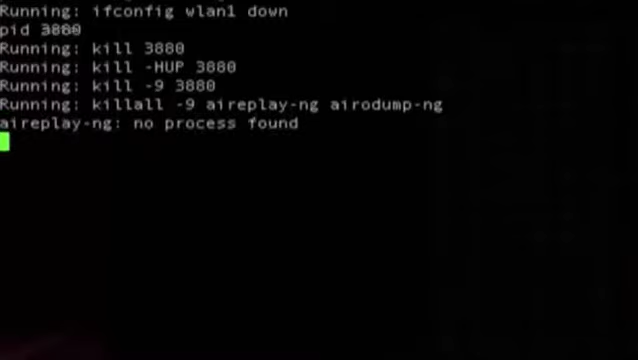 Running: ifconfig wlan1 down
pid 3880
Running: kill 3880
Running: kill -HUP 3880
Running: kill -9 3880
Running: killall -9 aireplay-ng airodump-ng
aireplay-ng: no process found